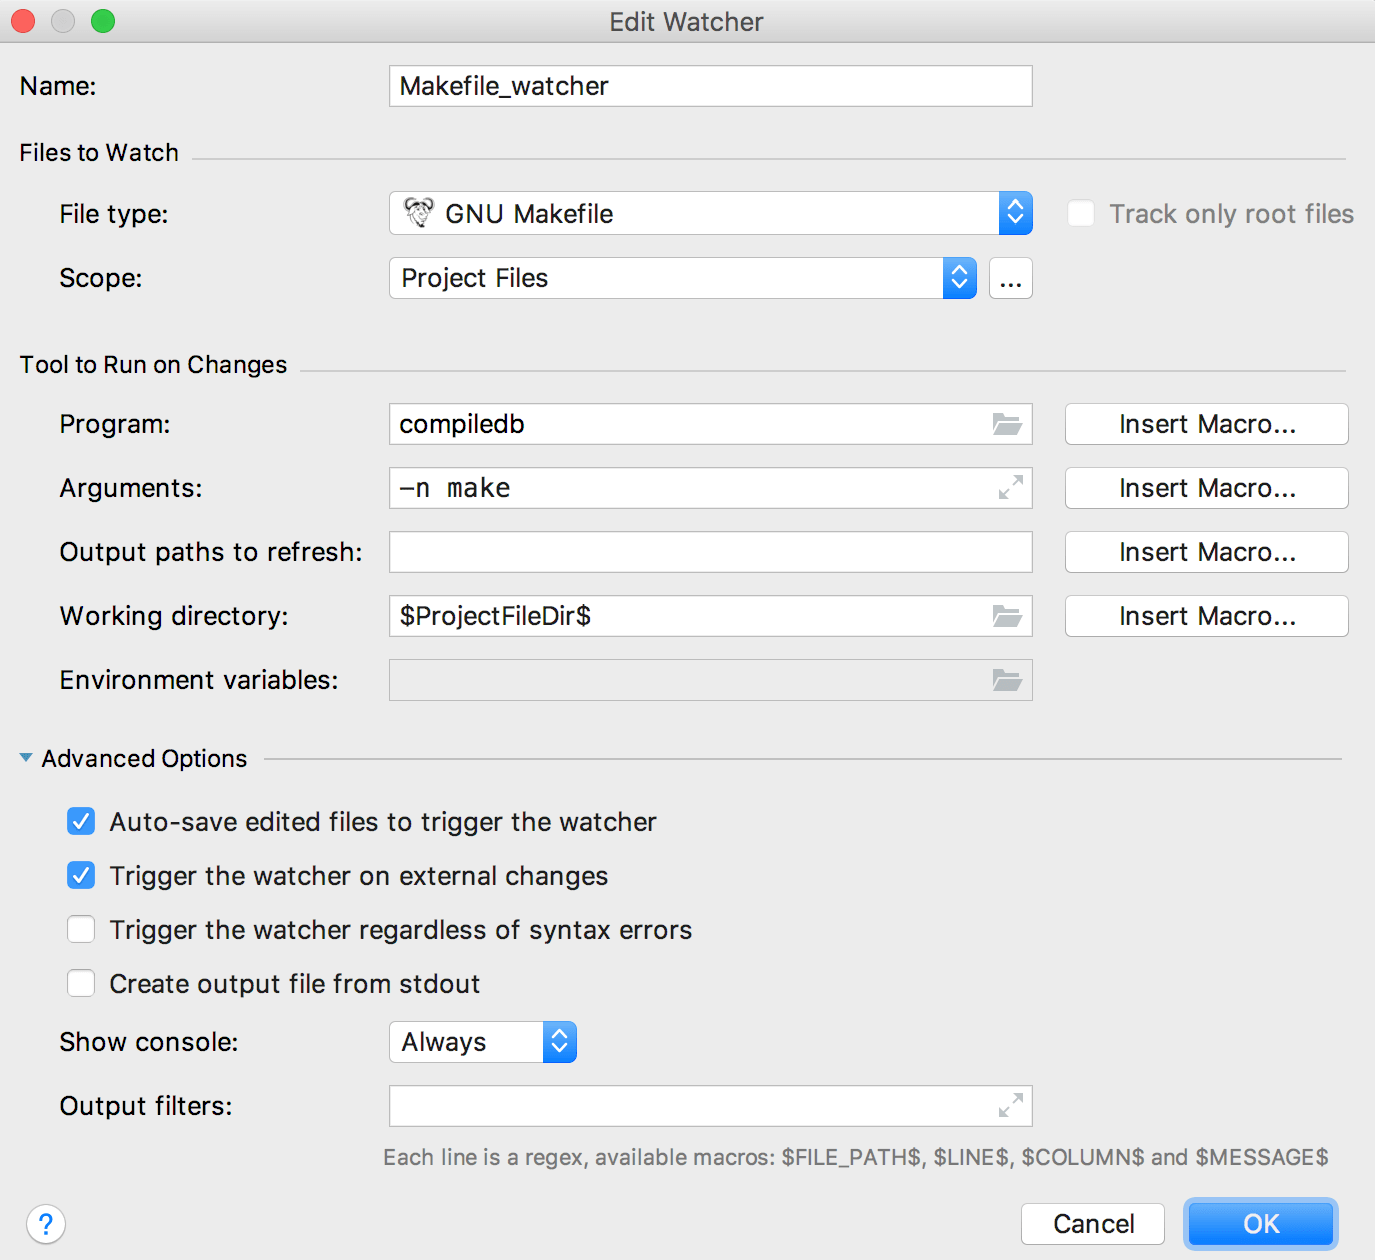 Edit Watcher
Name: Makefile_watcher
Files to Watch
File type: GNU Makefile Track only root files
Scope: Project Files ...
Tool to Run on Changes
Program: compiledb Insert Macro...
Arguments: -n make Insert Macro...
Output paths to refresh: Insert Macro...
Working directory: $ProjectFileDir$ Insert Macro...
Environment variables:
Advanced Options
Auto-save edited files to trigger the watcher
Trigger the watcher on external changes
Trigger the watcher regardless of syntax errors
Create output file from stdout
Show console: Always
Output filters:
Each line is a regex, available macros: $FILE_PATH$, $LINE$, $COLUMN$ and $MESSAGE$
? Cancel OK